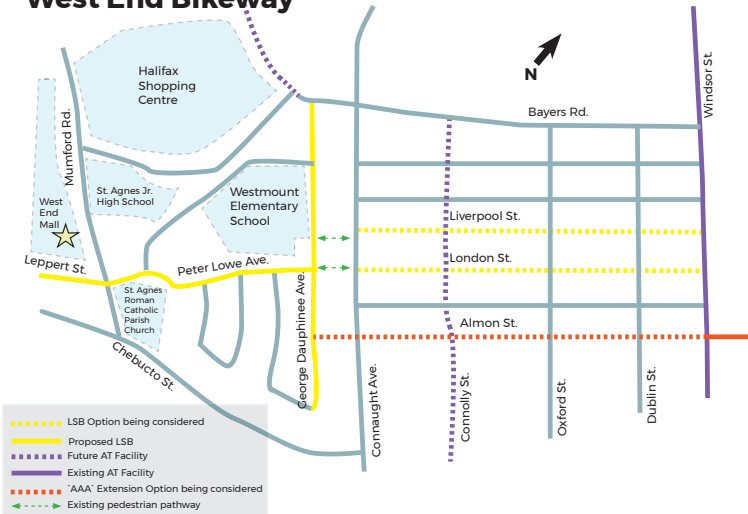 West End Bikeway
Halifax
Shopping
Centre
N
Windsor St.
Bayers Rd.
Mumford Rd.
St. Agnes Jr.
High School
Westmount
Elementary
School
West
End
Mall
Liverpool St.
London St.
Leppert St.
Peter Lowe Ave.
St. Agnes
Roman
Catholic
Parish
Church
George Dauphinee Ave.
Almon St.
Chebucto St.
Connaught Ave.
Connolly St.
Oxford St.
Dublin St.
LSB Option being considered
Proposed LSB
Future AT Facility
Existing AT Facility
'AAA' Extension Option being considered
Existing pedestrian pathway